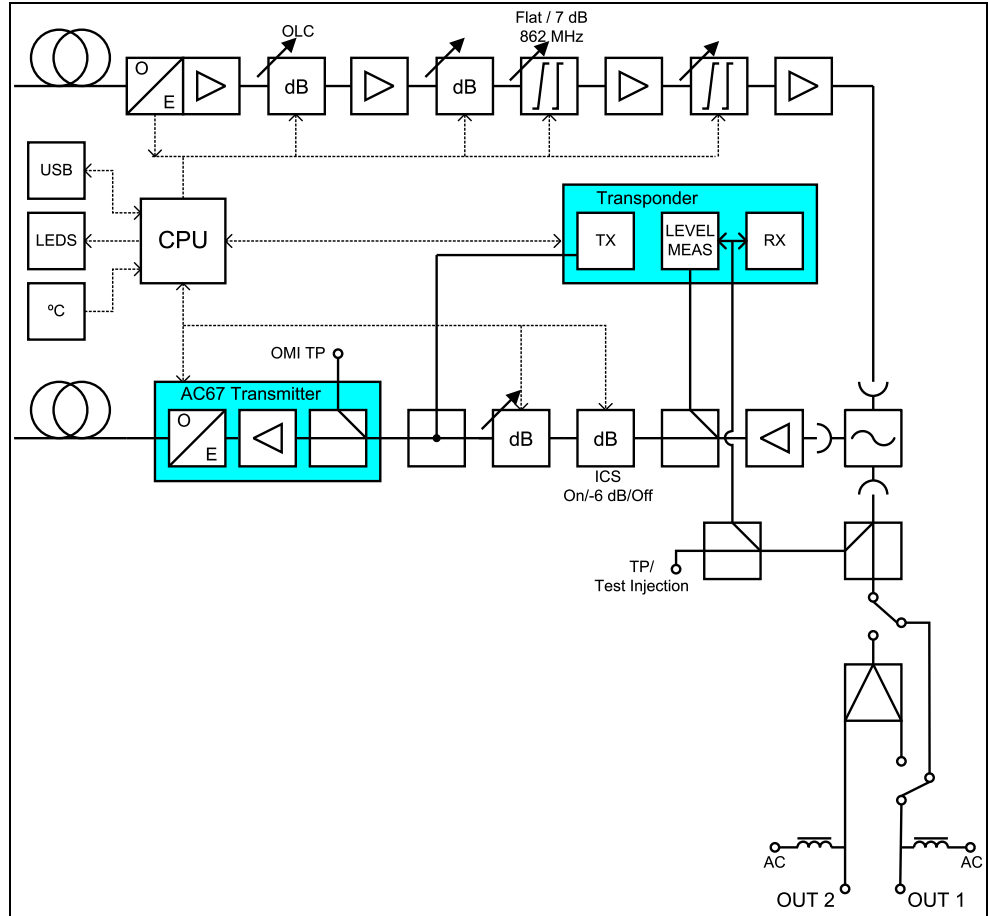 Flat / 7 dB
862 MHz
OLC
O
E
dB
dB
USB
LEDS
ºC
CPU
Transponder
TX
LEVEL
MEAS
RX
OMI TP
AC67 Transmitter
O
E
dB
dB
ICS
On/-6 dB/Off
TP/
Test Injection
AC
AC
OUT 2
OUT 1